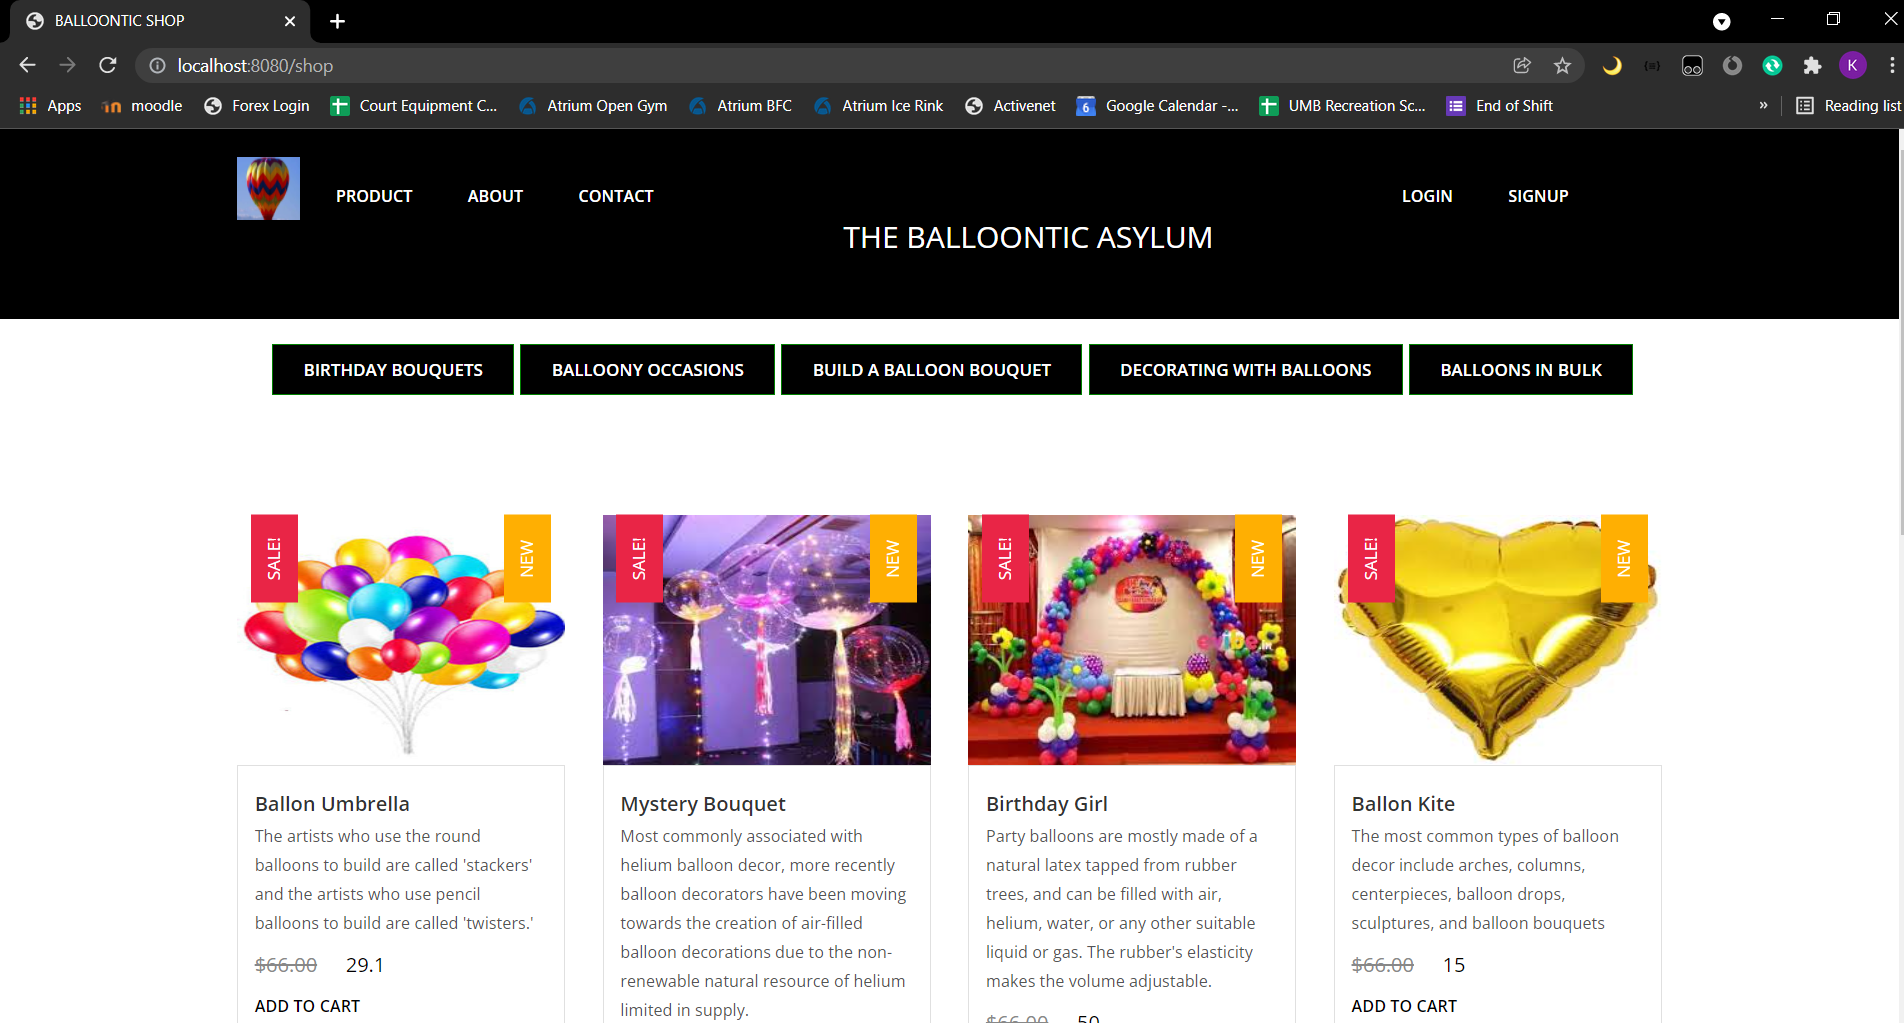 BALLOONTIC SHOP
localhost:8080/shop
K
Apps
moodle
Forex Login
Court Equipment C...
Atrium Open Gym
Atrium BFC
Atrium Ice Rink
Activenet
6
Google Calendar -...
UMB Recreation Sc...
End of Shift
»
Reading list
PRODUCT
ABOUT
CONTACT
LOGIN
SIGNUP
THE BALLOONTIC ASYLUM
BIRTHDAY BOUQUETS
BALLOONY OCCASIONS
BUILD A BALLOON BOUQUET
DECORATING WITH BALLOONS
BALLOONS IN BULK
SALE!
NEW
SALE!
NEW
SALE!
NEW
SALE!
NEW
Ballon Umbrella
The artists who use the round
balloons to build are called 'stackers'
and the artists who use pencil
balloons to build are called 'twisters.'
$66.00 29.1
ADD TO CART
Mystery Bouquet
Most commonly associated with
helium balloon decor, more recently
balloon decorators have been moving
towards the creation of air-filled
balloon decorations due to the non-
renewable natural resource of helium
limited in supply.
Birthday Girl
Party balloons are mostly made of a
natural latex tapped from rubber
trees, and can be filled with air,
helium, water, or any other suitable
liquid or gas. The rubber's elasticity
makes the volume adjustable.
$66.00 50
Ballon Kite
The most common types of balloon
decor include arches, columns,
centerpieces, balloon drops,
sculptures, and balloon bouquets
$66.00 15
ADD TO CART